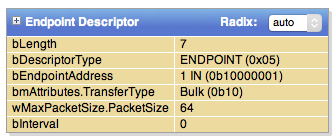 Endpoint Descriptor Radix: auto
bLength 7
bDescriptorType ENDPOINT (0x05)
bEndpointAddress 1 IN (0b10000001)
bmAttributes.TransferType Bulk (0b10)
wMaxPacketSize.PacketSize 64
bInterval 0